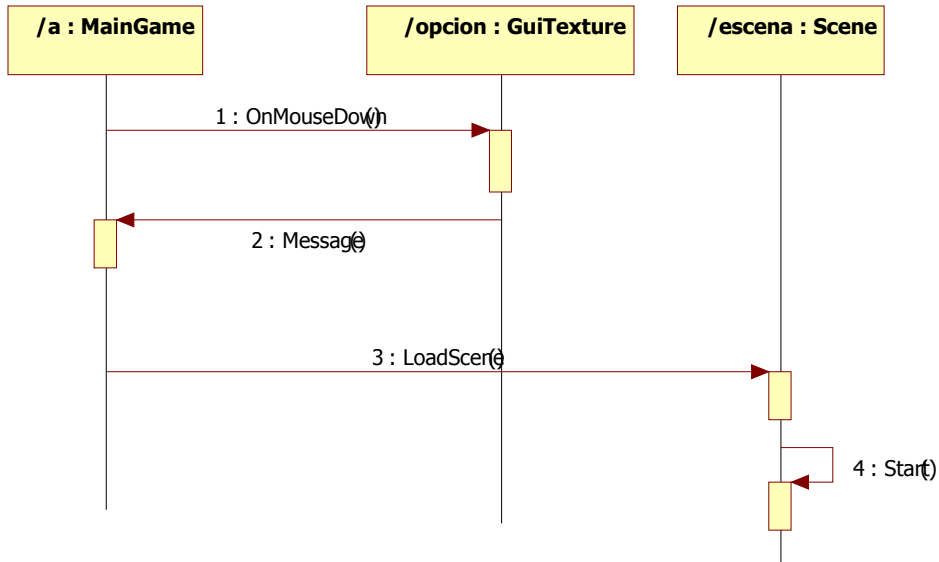 /a : MainGame
/opcion : GuiTexture
/escena : Scene
1 : OnMouseDown()
2 : Message()
3 : LoadScene()
4 : Start()